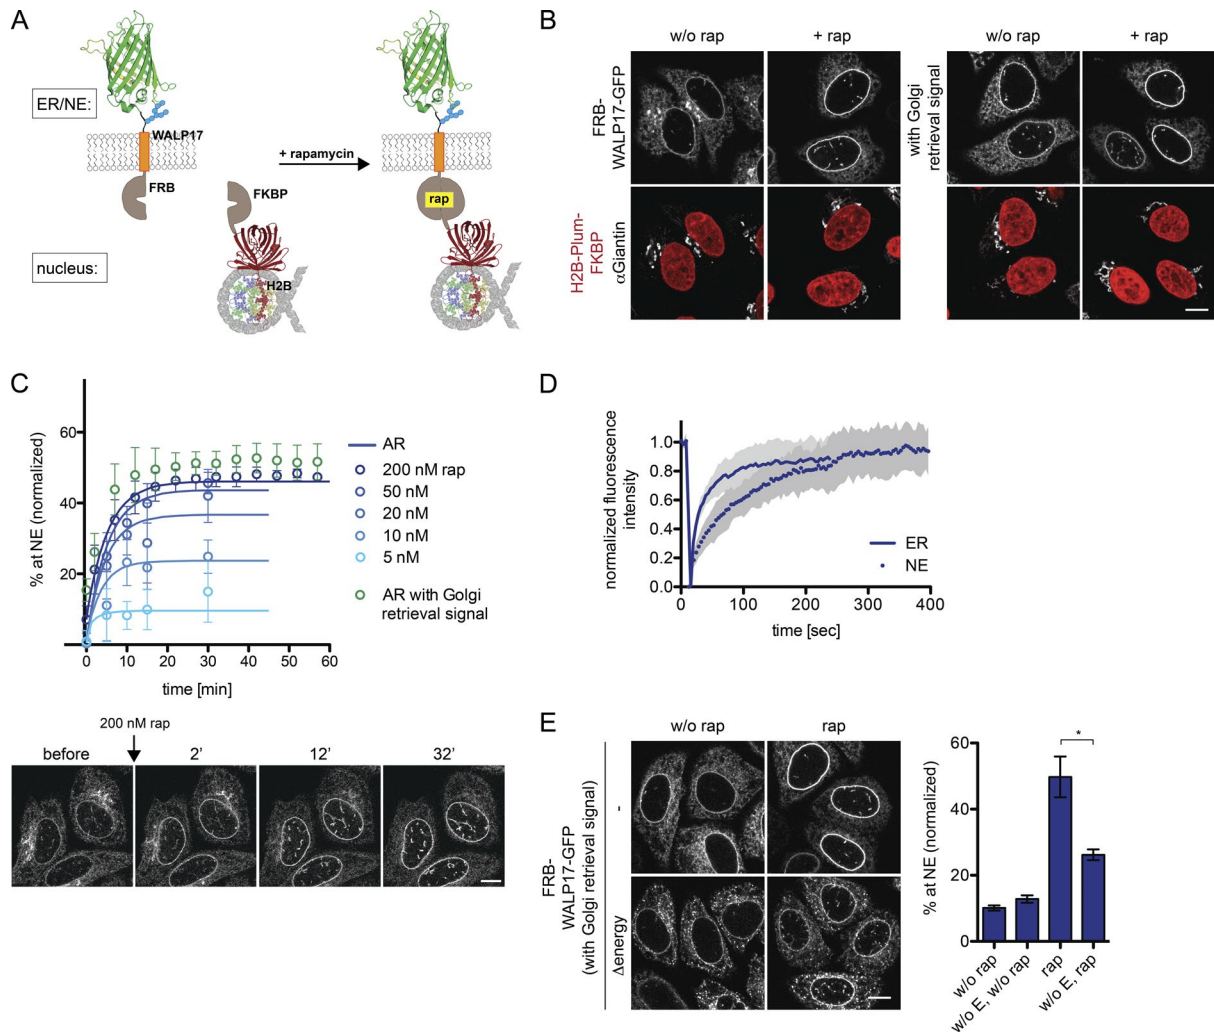 A
ER/NE:
WALP17
+ rapamycin
FRB
FKBP
rap
nucleus:
H2B
B
w/o rap
+ rap
w/o rap
+ rap
FRB-
WALP17-GFP
with Golgi
retrieval signal
H2B-Plum-
FKBP
αGiantin
C
% at NE (normalized)
60
40
20
0
10
20
30
40
50
60
time [min]
AR
200 nM rap
50 nM
20 nM
10 nM
5 nM
AR with Golgi
retrieval signal
200 nM rap
before
2'
12'
32'
D
normalized fluorescence
intensity
1.0
0.8
0.6
0.4
0.2
0.0
0
100
200
300
400
time [sec]
ER
NE
E
w/o rap
rap
FRB-
WALP17-GFP
(with Golgi retrieval signal)
-
Δenergy
% at NE (normalized)
60
40
20
0
*
w/o rap
w/o E, w/o rap
rap
w/o E, rap